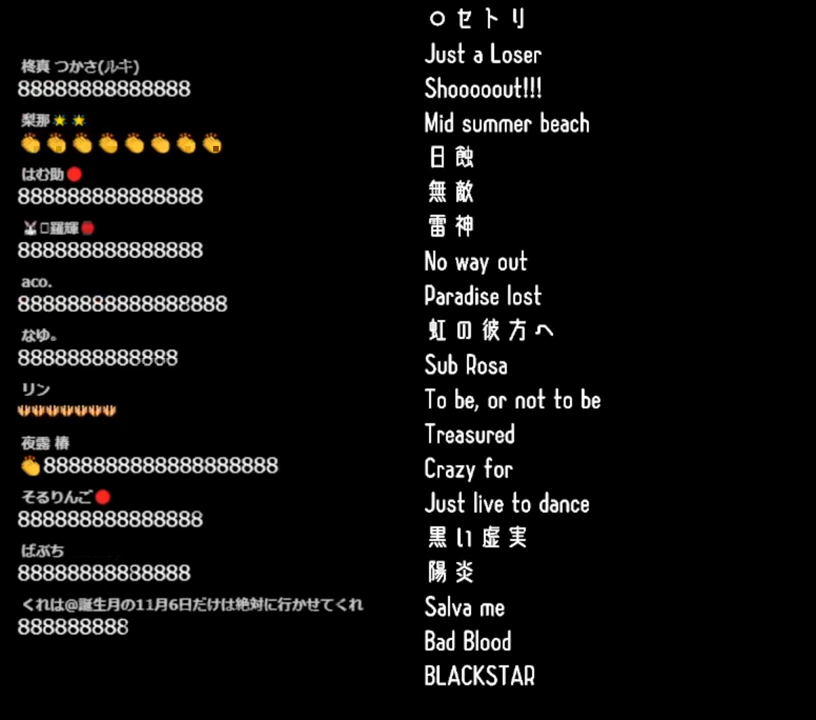 柊真 つかさ(ルキ)
88888888888888
梨那🌟🌟
👏👏👏👏👏👏👏👏
はむ助🔴
888888888888888
羅輝
888888888888888
aco.
88888888888888888
なゆ。
8888888888888
リン
夜露 椿
👏8888888888888888888
そるりんご🔴
888888888888888
ばぶち
88888888888888
くれは@誕生月の11月6日だけは絶対に行かせてくれ
888888888
○セトリ
Just a Loser
Shooooout!!!
Mid summer beach
日蝕
無敵
雷神
No way out
Paradise lost
虹の彼方へ
Sub Rosa
To be, or not to be
Treasured
Crazy for
Just live to dance
黒い虚実
陽炎
Salva me
Bad Blood
BLACKSTAR